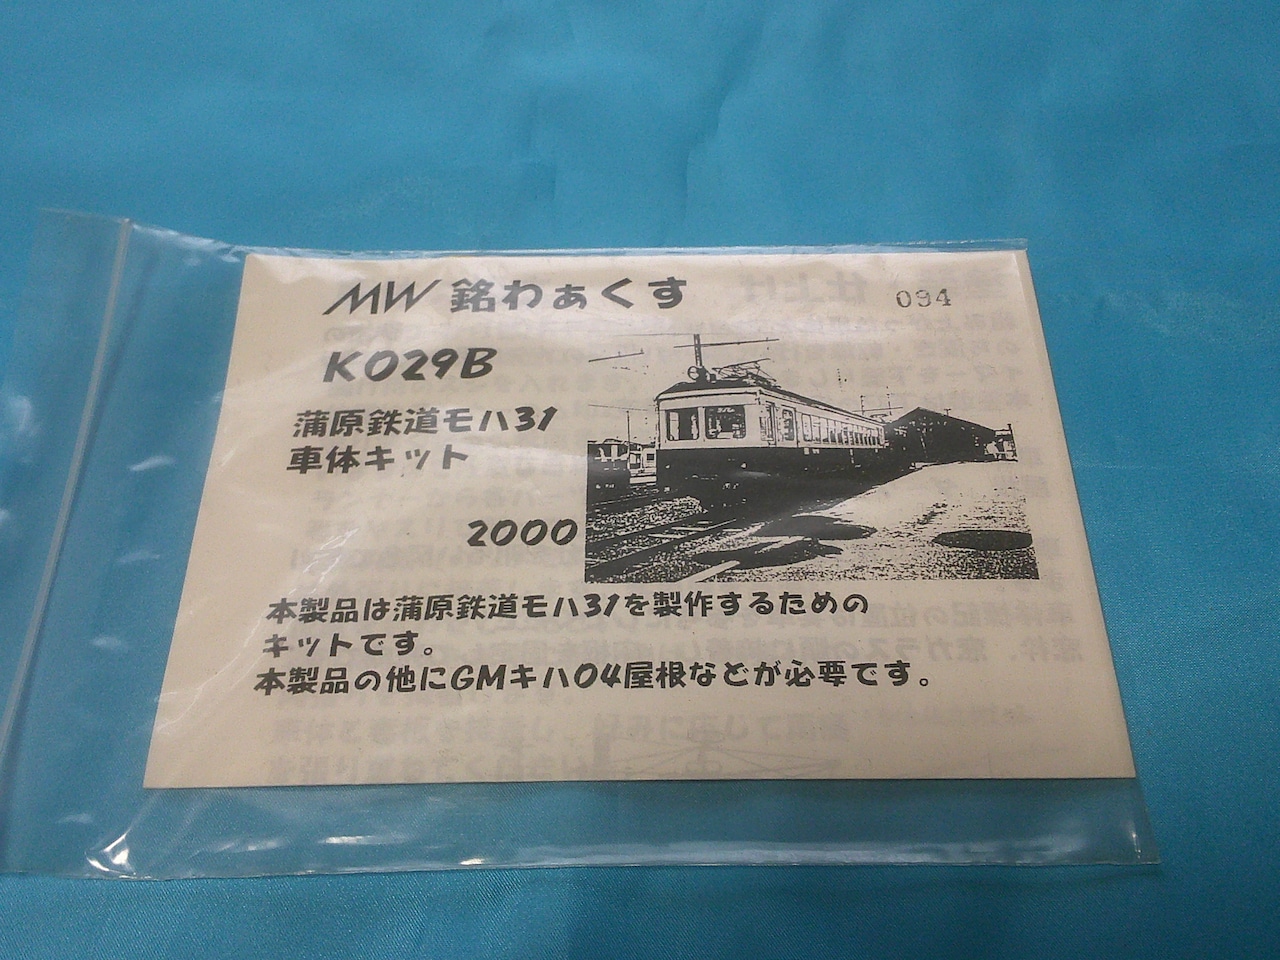 MW 銘わぁくす
094
K029B
蒲原鉄道モハ31
車体キット
2000
本製品は蒲原鉄道モハ31を製作するための
キットです。
本製品の他にGMキハ04屋根などが必要です。